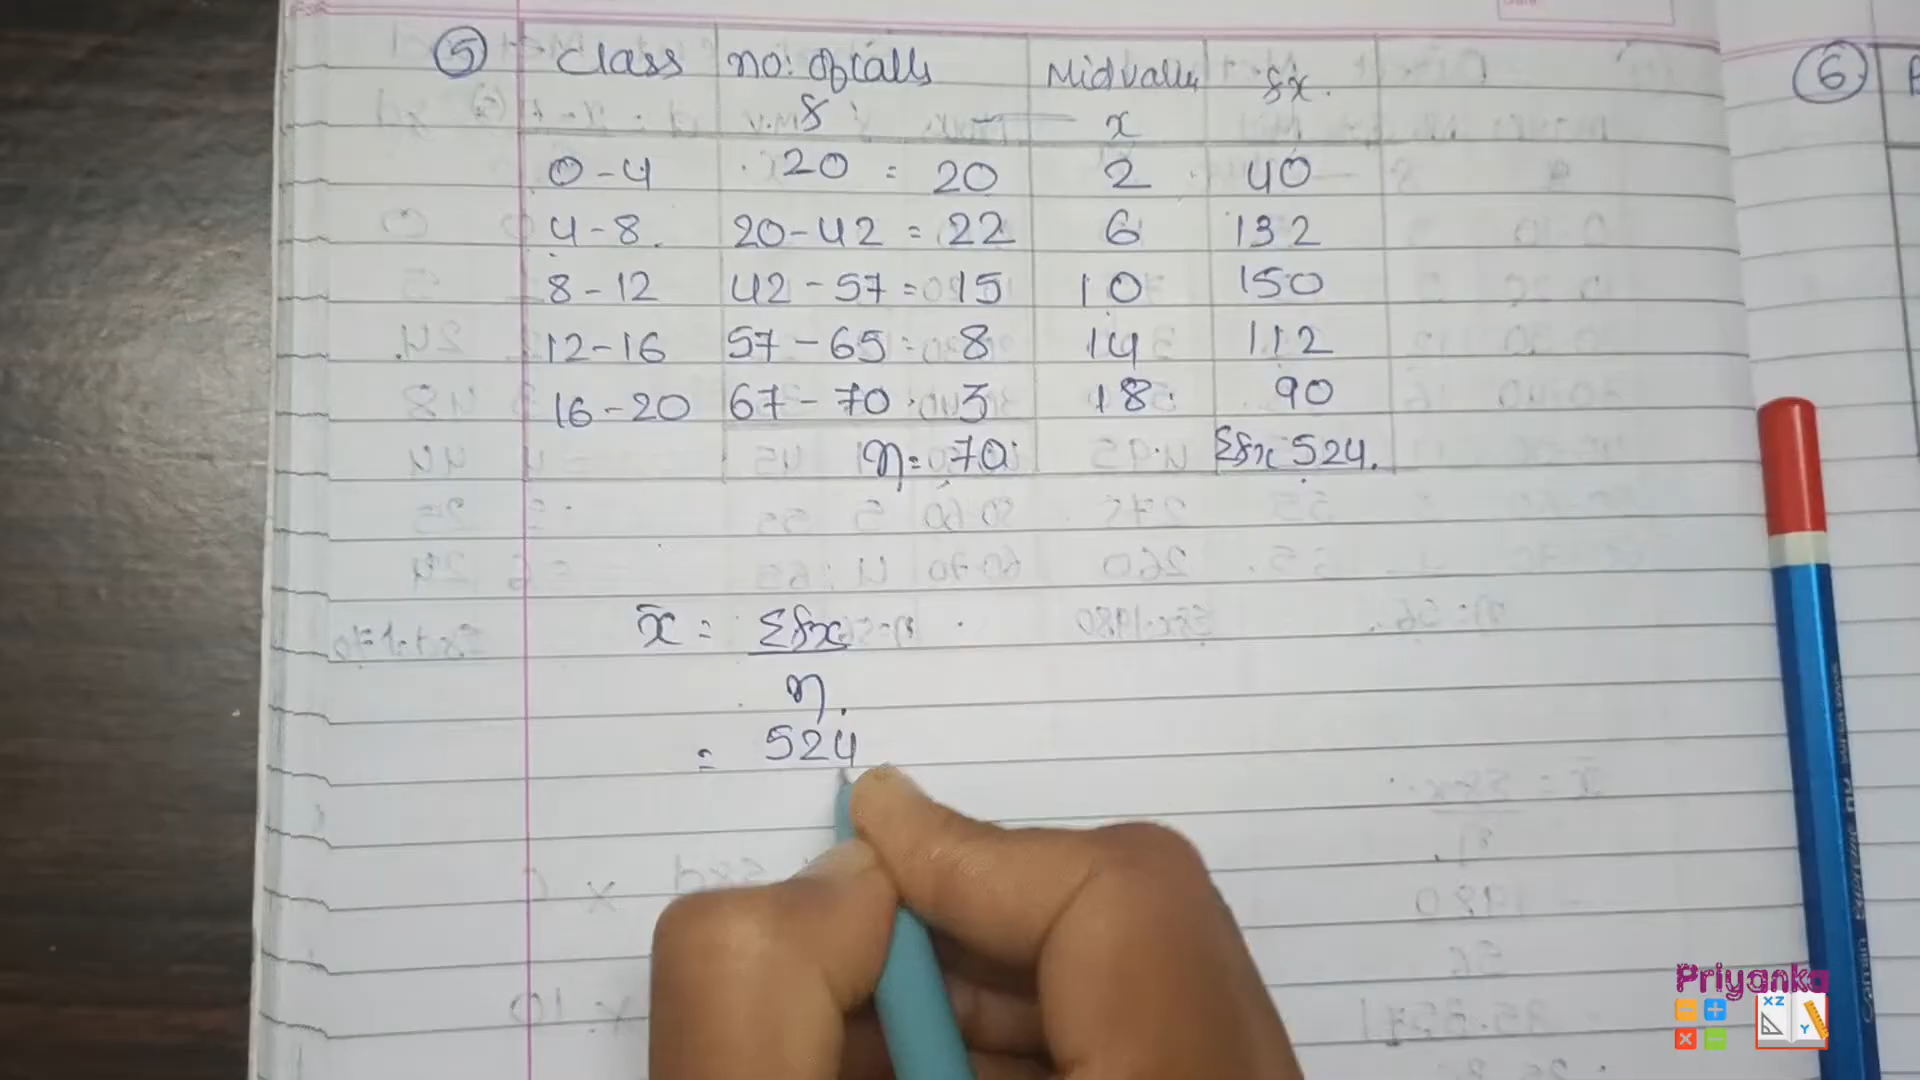 5 Class no: of calls Midvalue fx.
f x
0-4 20 = 20 2 40
4-8. 20-42 = 22 6 132
8-12 42-57 = 15 10 150
12-16 57-65 = 8 14 112
16-20 67-70 . 3 18. 90
n = 70 Σfx 524.
x̄ = Σfx
n.
= 524
6
Priyanka